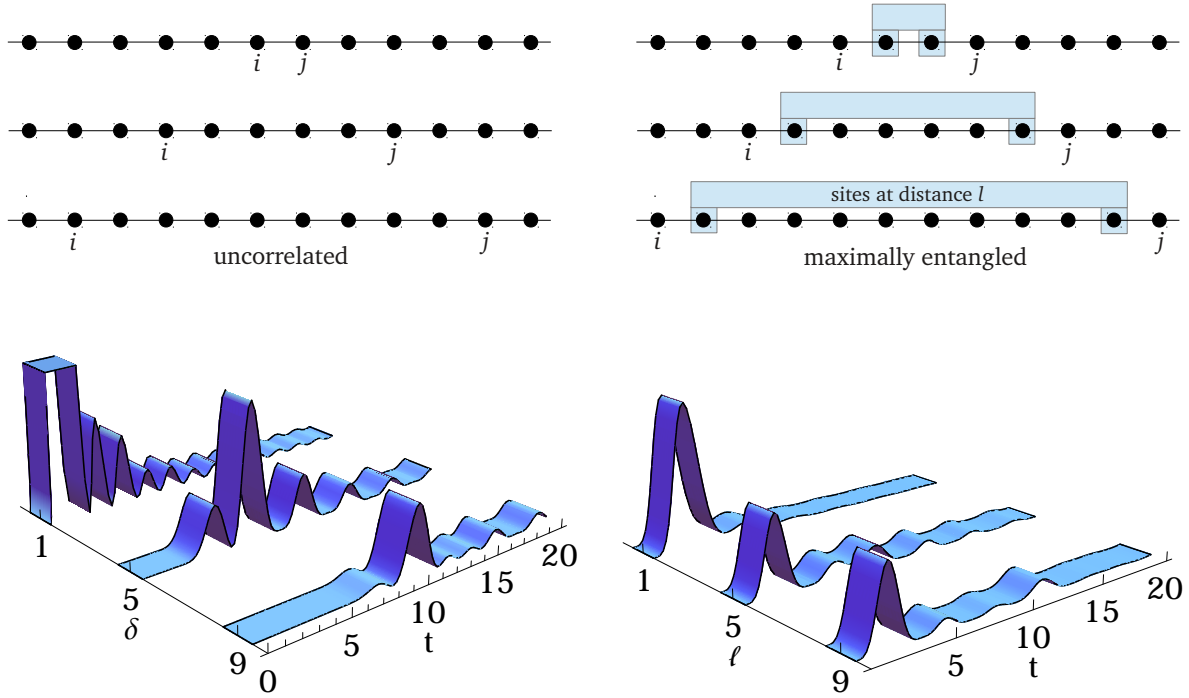 i j
i
j
i
j
i
j
i
j
sites at distance l
i
j
uncorrelated
maximally entangled
1
5
δ
9
0
5
10
t
15
20
1
5
ℓ
9
5
10
t
15
20